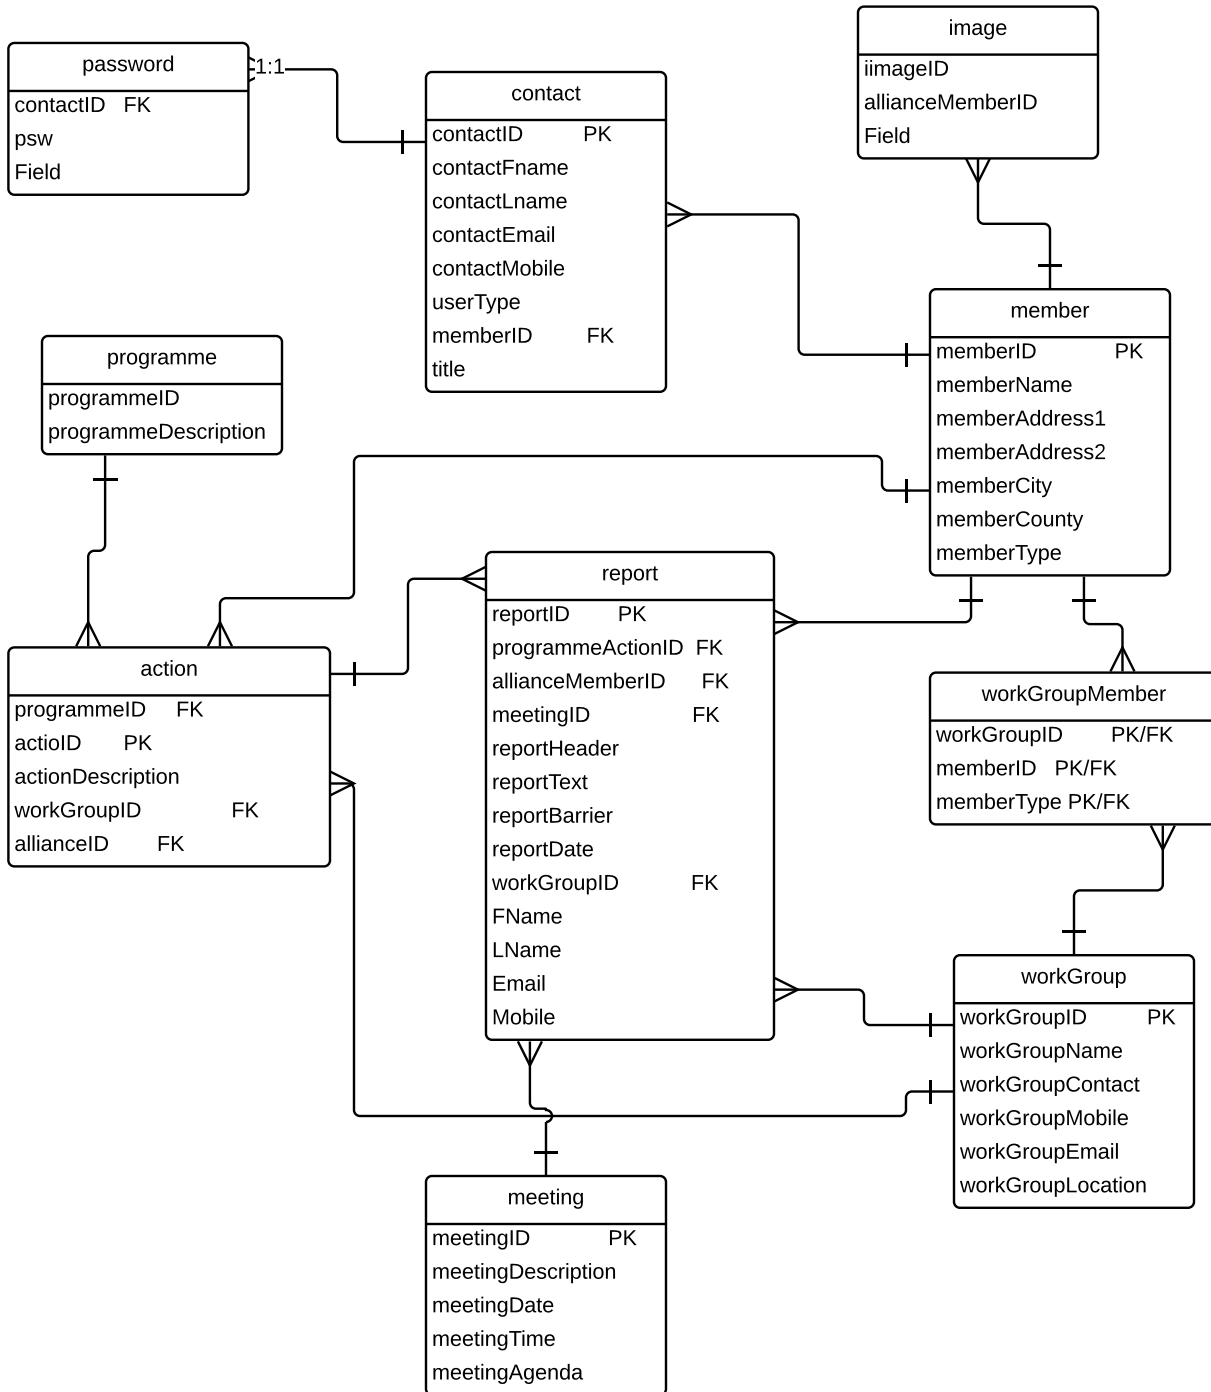 password
contactID FK
psw
Field
1:1
contact
contactID PK
contactFname
contactLname
contactEmail
contactMobile
userType
memberID FK
title
image
iimageID
allianceMemberID
Field
member
memberID PK
memberName
memberAddress1
memberAddress2
memberCity
memberCounty
memberType
programme
programmeID
programmeDescription
action
programmeID FK
actioID PK
actionDescription
workGroupID FK
allianceID FK
report
reportID PK
programmeActionID FK
allianceMemberID FK
meetingID FK
reportHeader
reportText
reportBarrier
reportDate
workGroupID FK
FName
LName
Email
Mobile
workGroupMember
workGroupID PK/FK
memberID PK/FK
memberType PK/FK
workGroup
workGroupID PK
workGroupName
workGroupContact
workGroupMobile
workGroupEmail
workGroupLocation
meeting
meetingID PK
meetingDescription
meetingDate
meetingTime
meetingAgenda